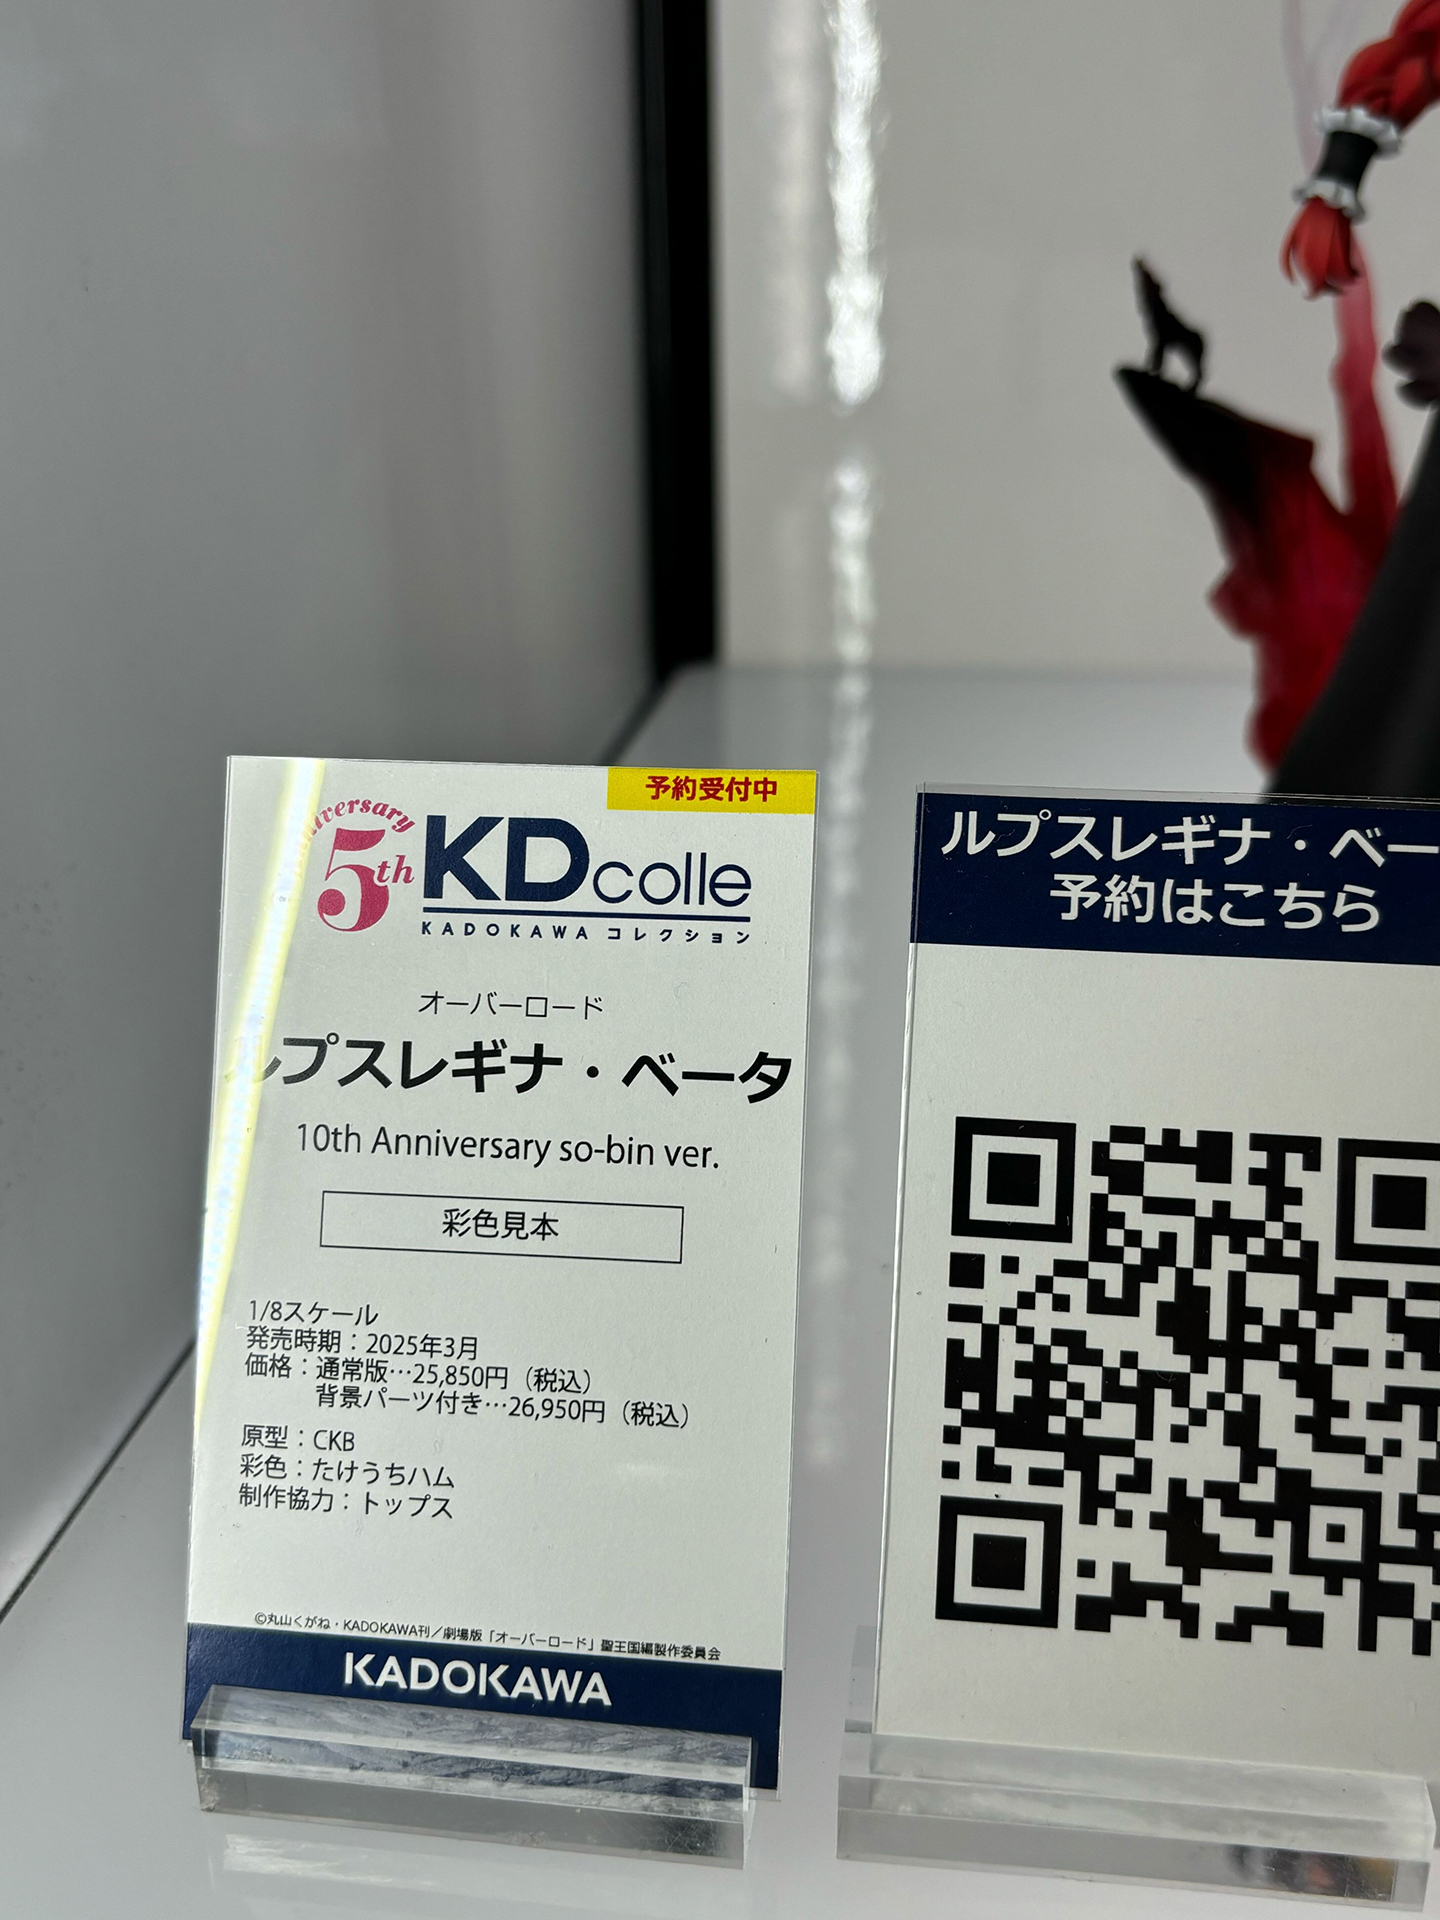 予約受付中
5th Anniversary
KDcolle
KADOKAWA コレクション
オーバーロード
ルプスレギナ・ベータ
10th Anniversary so-bin ver.
彩色見本
1/8スケール
発売時期：2025年3月
価格：通常版…25,850円（税込）
背景パーツ付き…26,950円（税込）
原型：CKB
彩色：たけうちハム
制作協力：トップス
©丸山くがね・KADOKAWA刊／劇場版「オーバーロード」聖王国編製作委員会
KADOKAWA
ルプスレギナ・ベー
予約はこちら